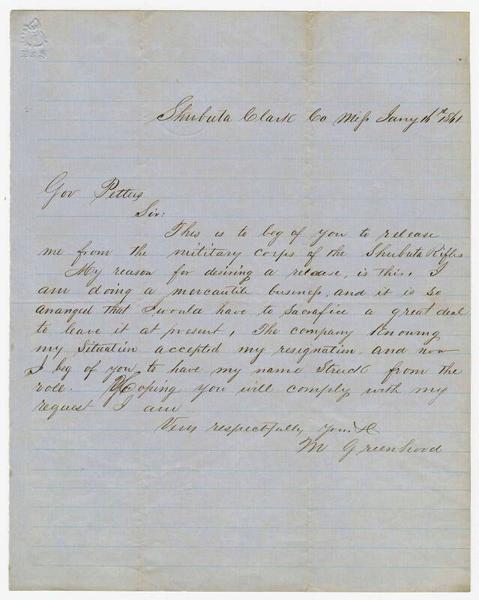 Shubuta Clark Co Miss Jany 16th 1861
Gov Pettus
Sir:
This is to beg of you to release
me from the military corps of the Shubuta Rifles
My reason for desiring a release, is this, I
am doing a mercantile business, and it is so
arranged that I would have to sacrifice a great deal
to leave it at present, The company Knowing
my Situation accepted my resignation and now
I beg of you, to have my name Struck from the
role. Hoping you will comply with my
request I am
Very respectfully Yours &c
M Greenhood